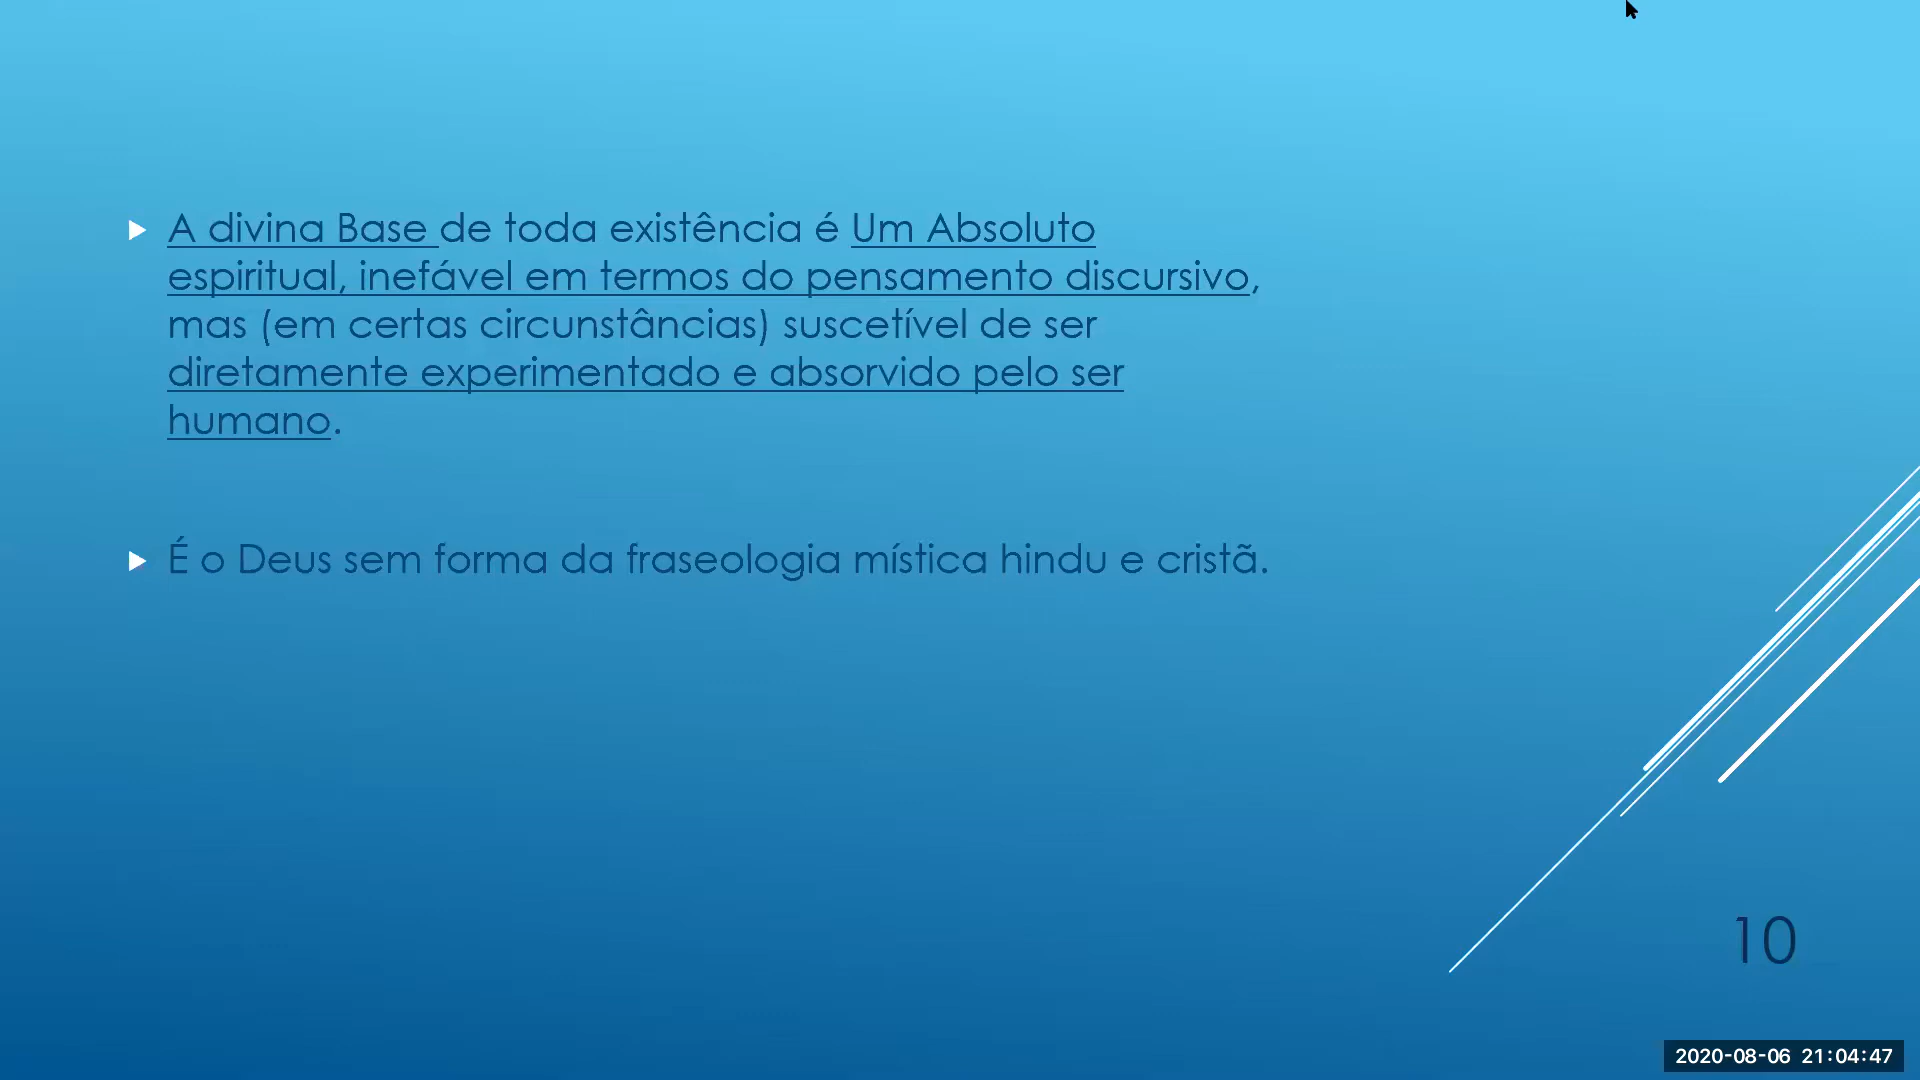 A divina Base de toda existência é Um Absoluto
espiritual, inefável em termos do pensamento discursivo,
mas (em certas circunstâncias) suscetível de ser
diretamente experimentado e absorvido pelo ser
humano.
É o Deus sem forma da fraseologia mística hindu e cristã.
10
2020-08-06 21:04:47